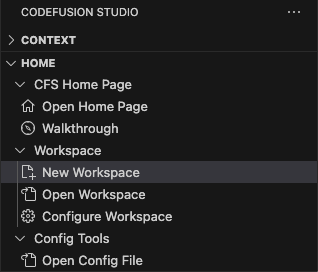 CODEFUSION STUDIO
CONTEXT
HOME
CFS Home Page
Open Home Page
Walkthrough
Workspace
New Workspace
Open Workspace
Configure Workspace
Config Tools
Open Config File